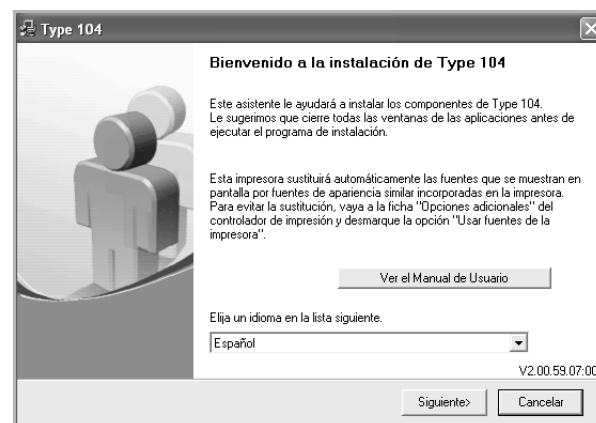 Type 104
Bienvenido a la instalación de Type 104
Este asistente le ayudará a instalar los componentes de Type 104.
Le sugerimos que cierre todas las ventanas de las aplicaciones antes de
ejecutar el programa de instalación.
Esta impresora sustituirá automáticamente las fuentes que se muestran en
pantalla por fuentes de apariencia similar incorporadas en la impresora.
Para evitar la sustitución, vaya a la ficha "Opciones adicionales" del
controlador de impresión y desmarque la opción "Usar fuentes de la
impresora".
Ver el Manual de Usuario
Elija un idioma en la lista siguiente.
Español
V2.00.59.07:00
Siguiente>
Cancelar